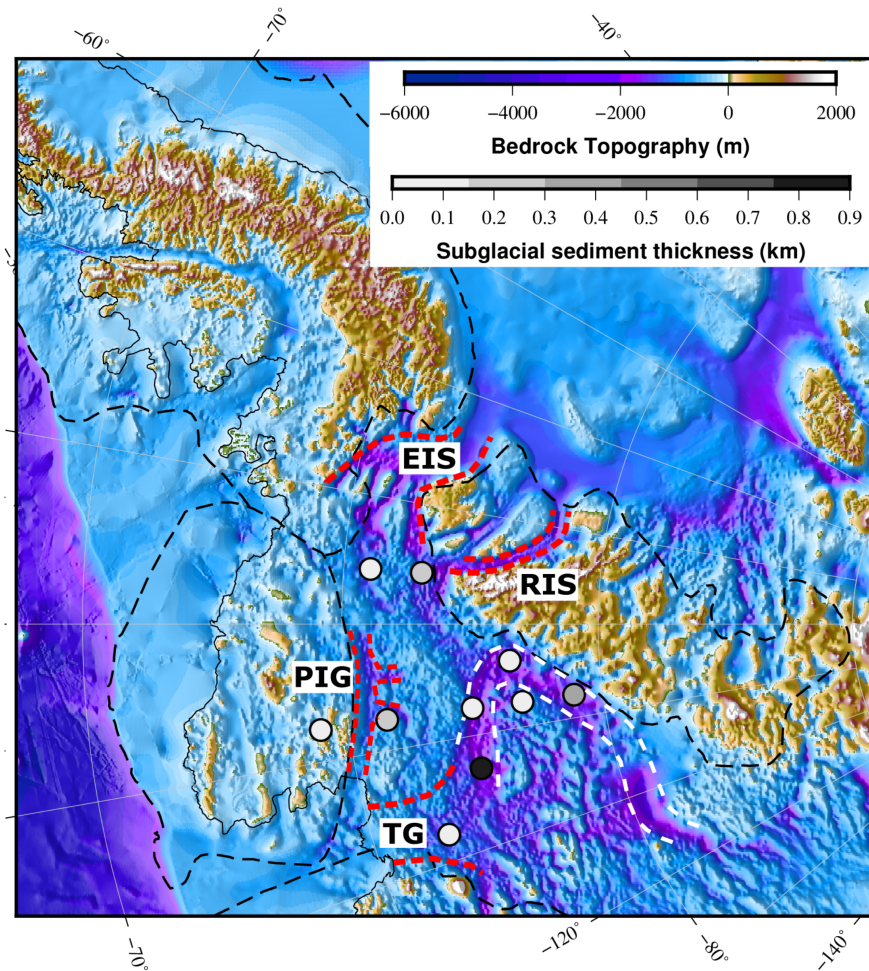 −60°
−70°
−40°
−6000 −4000 −2000 0 2000
Bedrock Topography (m)
0.0 0.1 0.2 0.3 0.4 0.5 0.6 0.7 0.8 0.9
Subglacial sediment thickness (km)
EIS
RIS
PIG
TG
−70°
−120°
−80°
−140°